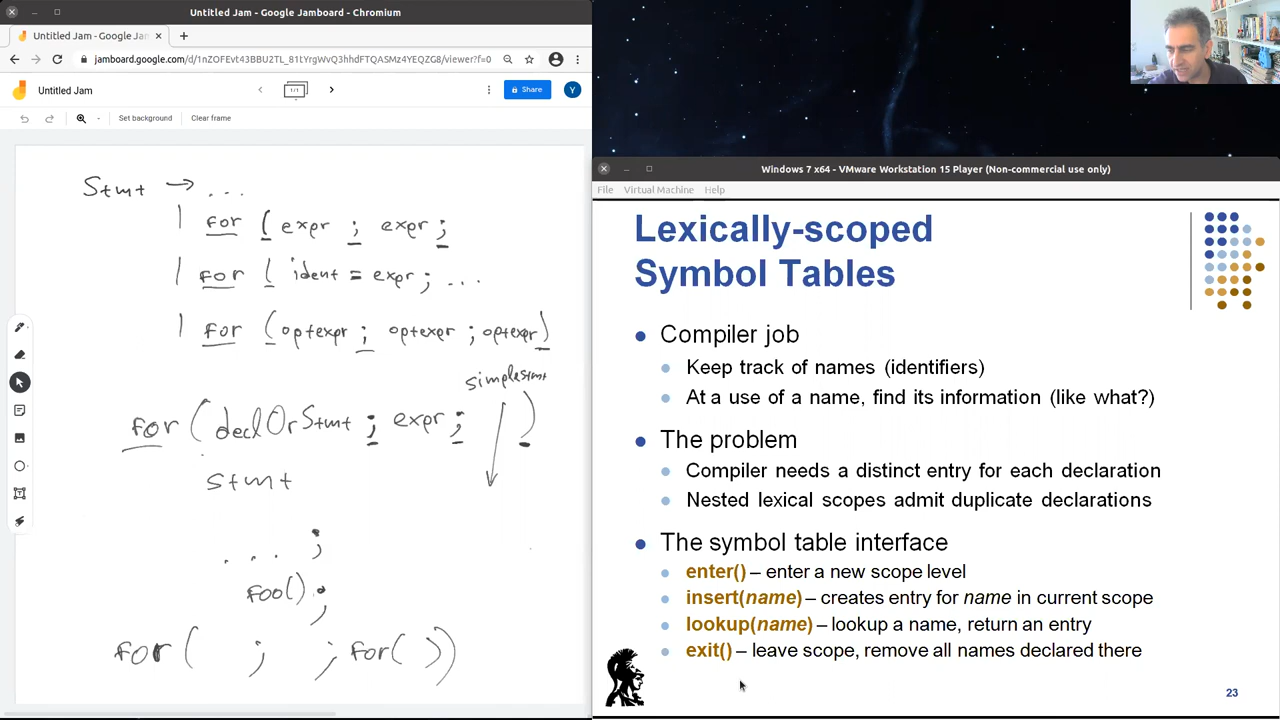 Untitled Jam - Google Jamboard - Chromium
Untitled Jam - Google Jam
jamboard.google.com/d/1nZOFEvt43BBU2TL_81tYrgWvQ3hhdFTQASMz4YEQZG8/viewer?f=0
Untitled Jam
1/1
Share
Y
Set background
Clear frame
Stmt → ...
| for ( expr ; expr ;
| for ( ident = expr ; ...
| for (optexpr ; optexpr ; optexpr)
simplestmt
for ( declOrStmt ; expr ; )
stmt
... ;
foo() ;
for ( ; ; for( ) )
Windows 7 x64 - VMware Workstation 15 Player (Non-commercial use only)
File Virtual Machine Help
Lexically-scoped
Symbol Tables
Compiler job
Keep track of names (identifiers)
At a use of a name, find its information (like what?)
The problem
Compiler needs a distinct entry for each declaration
Nested lexical scopes admit duplicate declarations
The symbol table interface
enter() – enter a new scope level
insert(name) – creates entry for name in current scope
lookup(name) – lookup a name, return an entry
exit() – leave scope, remove all names declared there
23